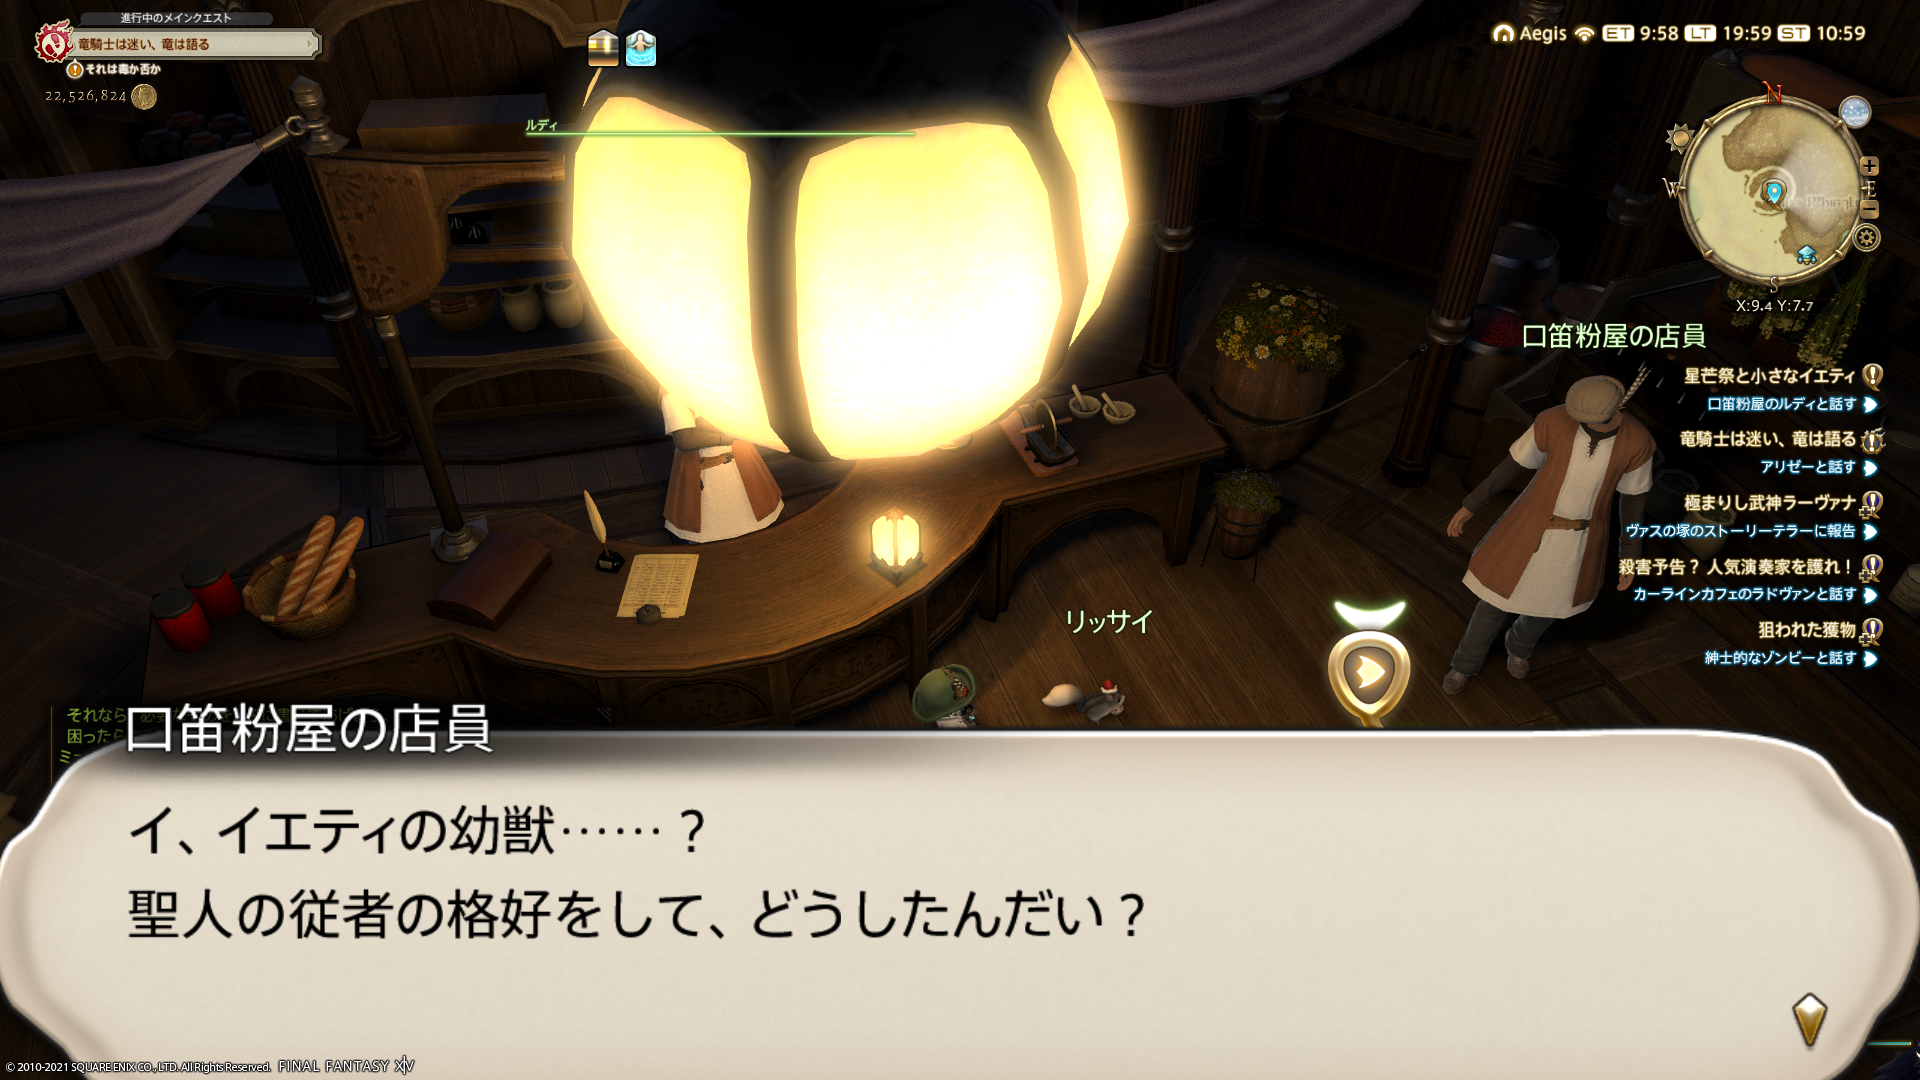 進行中のメインクエスト
竜騎士は迷い、竜は語る
それは毒か否か
22,526,824
ルディ
Aegis ET 9:58 LT 19:59 ST 10:59
N
W
E
S
X:9.4 Y:7.7
口笛粉屋の店員
星芒祭と小さなイエティ
口笛粉屋のルディと話す
竜騎士は迷い、竜は語る
アリゼーと話す
極まりし武神ラーヴァナ
ヴァスの塚のストーリーテラーに報告
殺害予告？ 人気演奏家を護れ！
カーラインカフェのラドヴァンと話す
狙われた獲物
紳士的なゾンビーと話す
リッサイ
それなら
困ったら
口笛粉屋の店員
イ、イエティの幼獣……？
聖人の従者の格好をして、どうしたんだい？
© 2010-2021 SQUARE ENIX CO., LTD. All Rights Reserved. FINAL FANTASY XIV